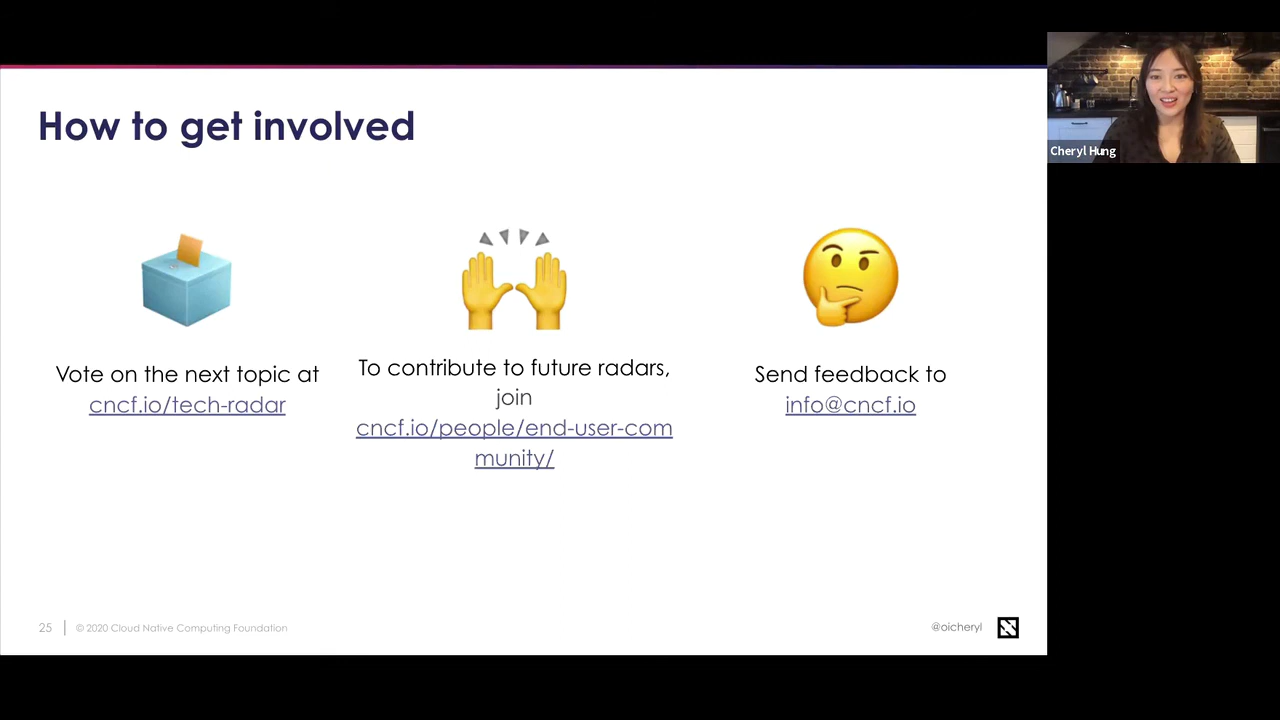 How to get involved
Vote on the next topic at
cncf.io/tech-radar
To contribute to future radars,
join
cncf.io/people/end-user-com
munity/
Send feedback to
info@cncf.io
25
© 2020 Cloud Native Computing Foundation
@oicheryl
Cheryl Hung